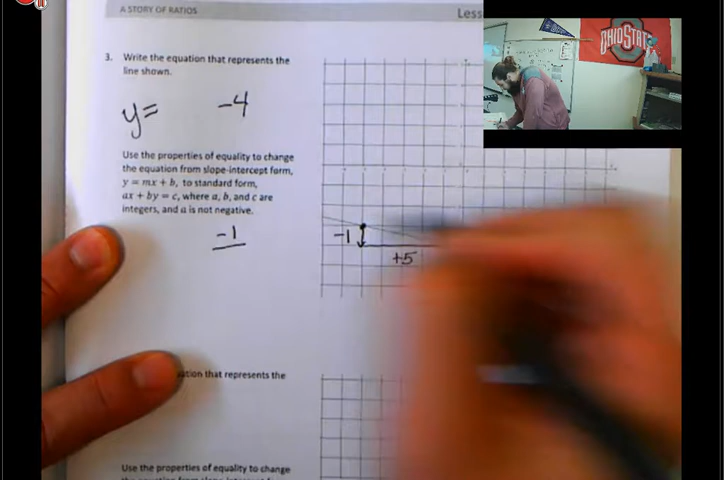 A STORY OF RATIOS
Less
3. Write the equation that represents the
line shown.
y= -4
Use the properties of equality to change
the equation from slope-intercept form,
y = mx + b, to standard form,
ax + by = c, where a, b, and c are
integers, and a is not negative.
-1
-1
+5
ation that represents the
Use the properties of equality to change
OHIO STATE